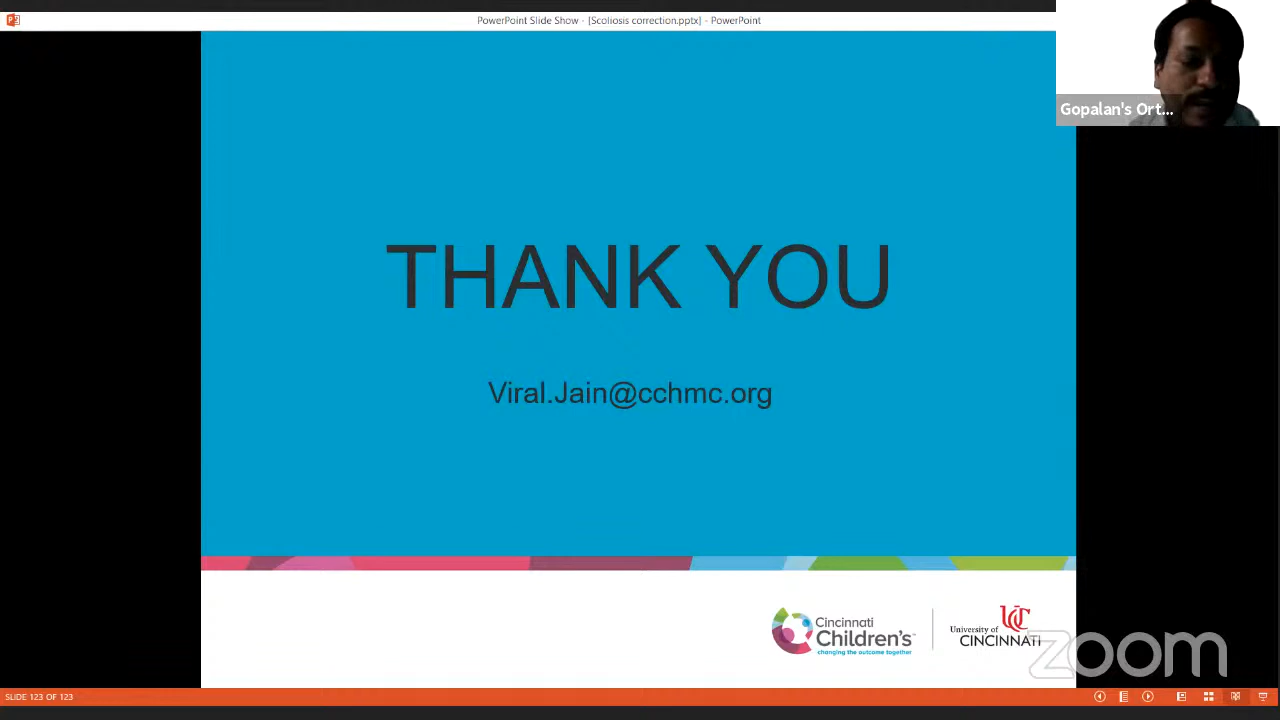 PowerPoint Slide Show - [Scoliosis correction.pptx] - PowerPoint
Gopalan's Ort...
THANK YOU
Viral.Jain@cchmc.org
Cincinnati
Children's
changing the outcome together
University of
CINCINNATI
UC
zoom
SLIDE 123 OF 123